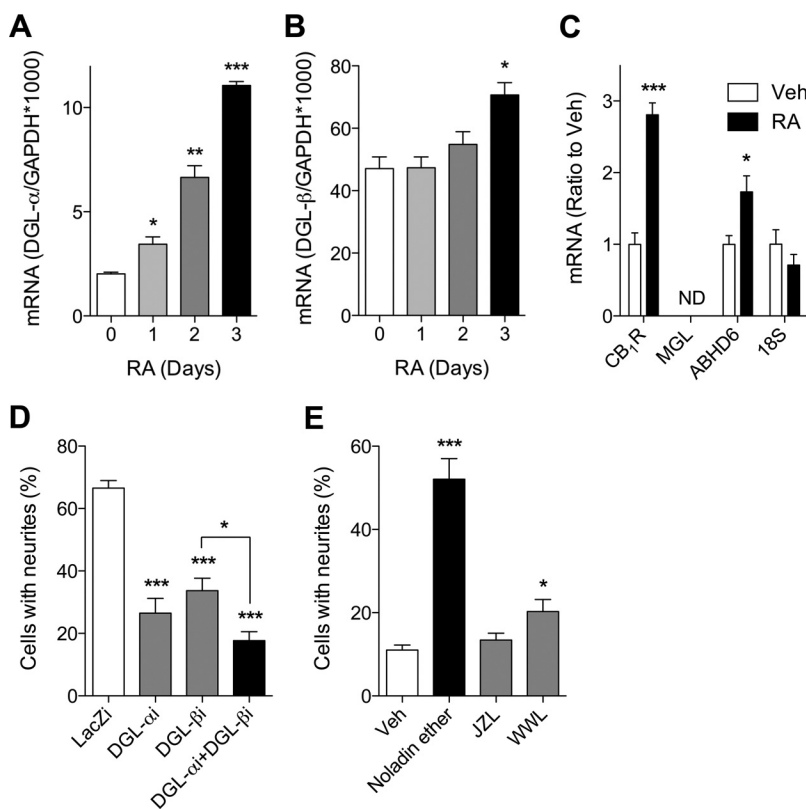 A
mRNA (DGL-α/GAPDH*1000)
10
5
0
*
**
***
0 1 2 3
RA (Days)
B
mRNA (DGL-β/GAPDH*1000)
80
60
40
20
0
*
0 1 2 3
RA (Days)
C
mRNA (Ratio to Veh)
3
2
1
0
Veh
RA
***
ND
*
CB₁R
MGL
ABHD6
18S
D
Cells with neurites (%)
80
60
40
20
0
***
***
*
***
LacZi
DGL-αi
DGL-βi
DGL-αi+DGL-βi
E
Cells with neurites (%)
60
40
20
0
***
*
Veh
Noladin ether
JZL
WWL